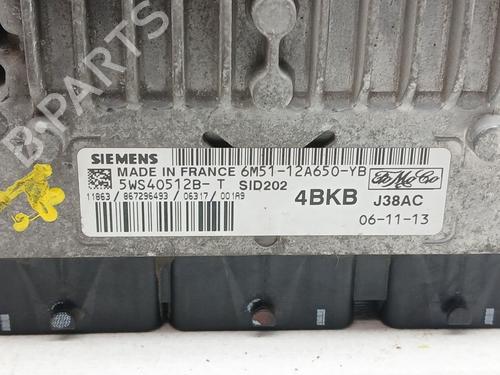 B-PARTS
SIEMENS
MADE IN FRANCE 6M51-12A650-YB
5WS40512B- T SID202
11863 / 867296493 / 06317 / 001A9
4BKB
FoMoCo
J38AC
06-11-13